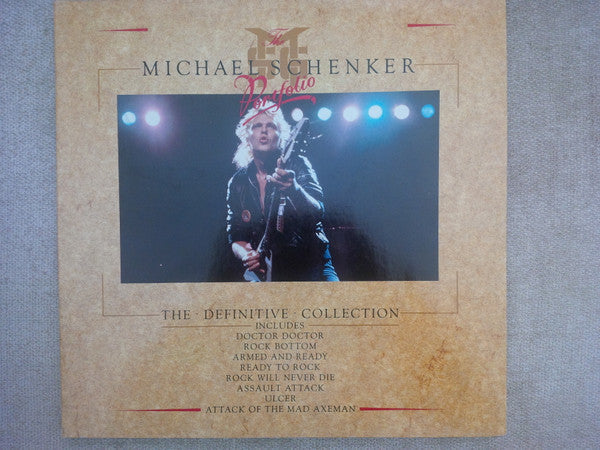 The
MICHAEL SCHENKER
Portfolio
THE · DEFINITIVE · COLLECTION
INCLUDES
DOCTOR DOCTOR
ROCK BOTTOM
ARMED AND READY
READY TO ROCK
ROCK WILL NEVER DIE
ASSAULT ATTACK
ULCER
ATTACK OF THE MAD AXEMAN